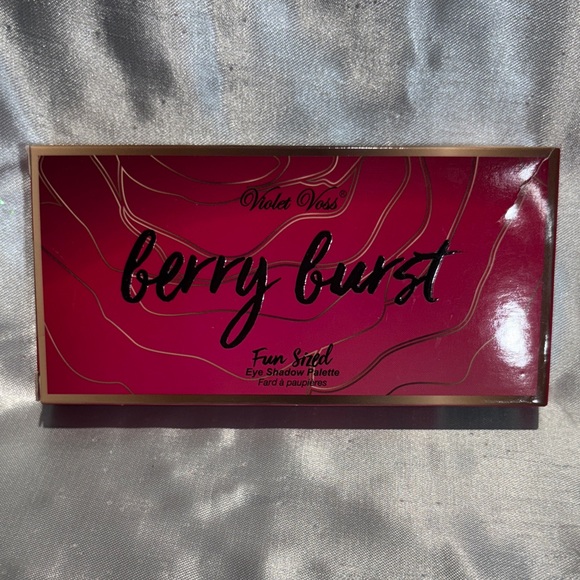 Violet Voss®
berry burst
Fun Sized
Eye Shadow Palette
Fard à paupières